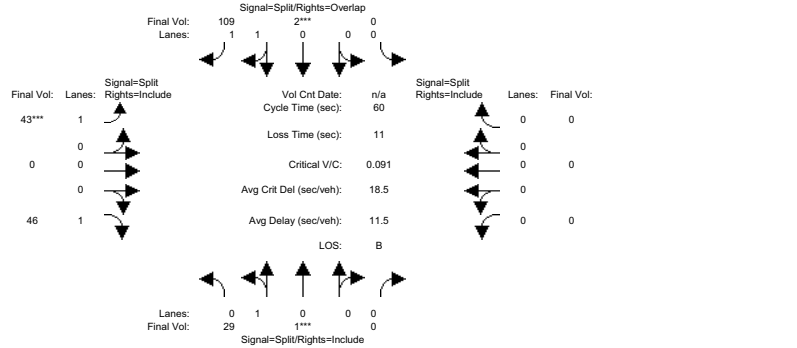 Signal=Split/Rights=Overlap
Final Vol: 109 2*** 0
Lanes: 1 1 0 0 0
Signal=Split Signal=Split
Final Vol: Lanes: Rights=Include Vol Cnt Date: n/a Rights=Include Lanes: Final Vol:
Cycle Time (sec): 60
43*** 1 0 0
Loss Time (sec): 11
0 0
0 0 Critical V/C: 0.091 0 0
0 Avg Crit Del (sec/veh): 18.5 0
46 1 Avg Delay (sec/veh): 11.5 0 0
LOS: B
Lanes: 0 1 0 0 0
Final Vol: 29 1*** 0
Signal=Split/Rights=Include